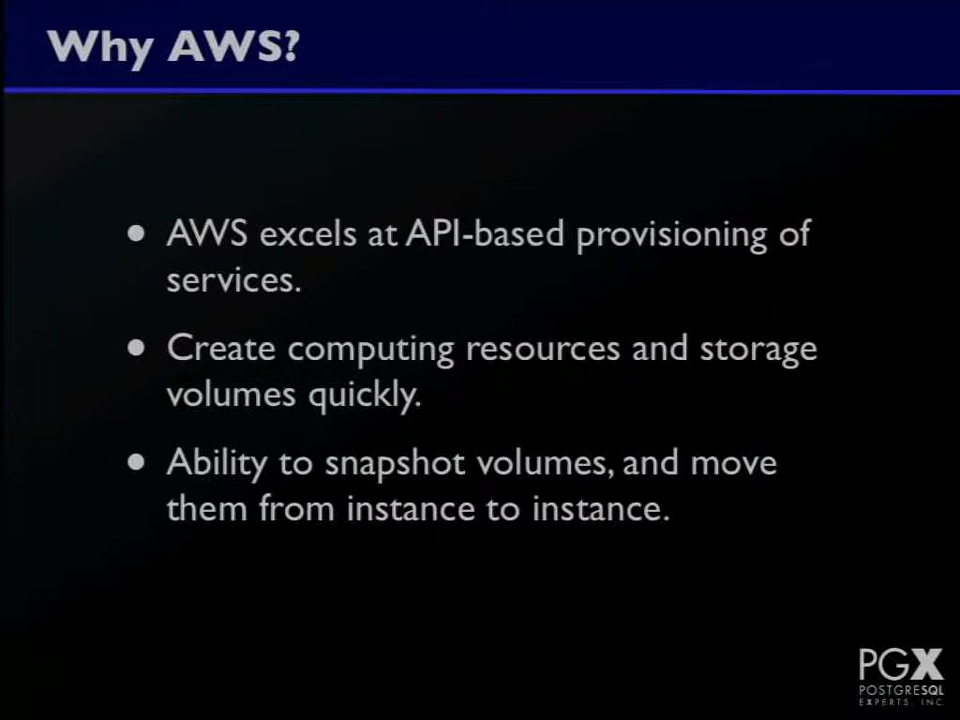 Why AWS?
• AWS excels at API-based provisioning of
services.
• Create computing resources and storage
volumes quickly.
• Ability to snapshot volumes, and move
them from instance to instance.
PGX
POSTGRESQL
EXPERTS, INC